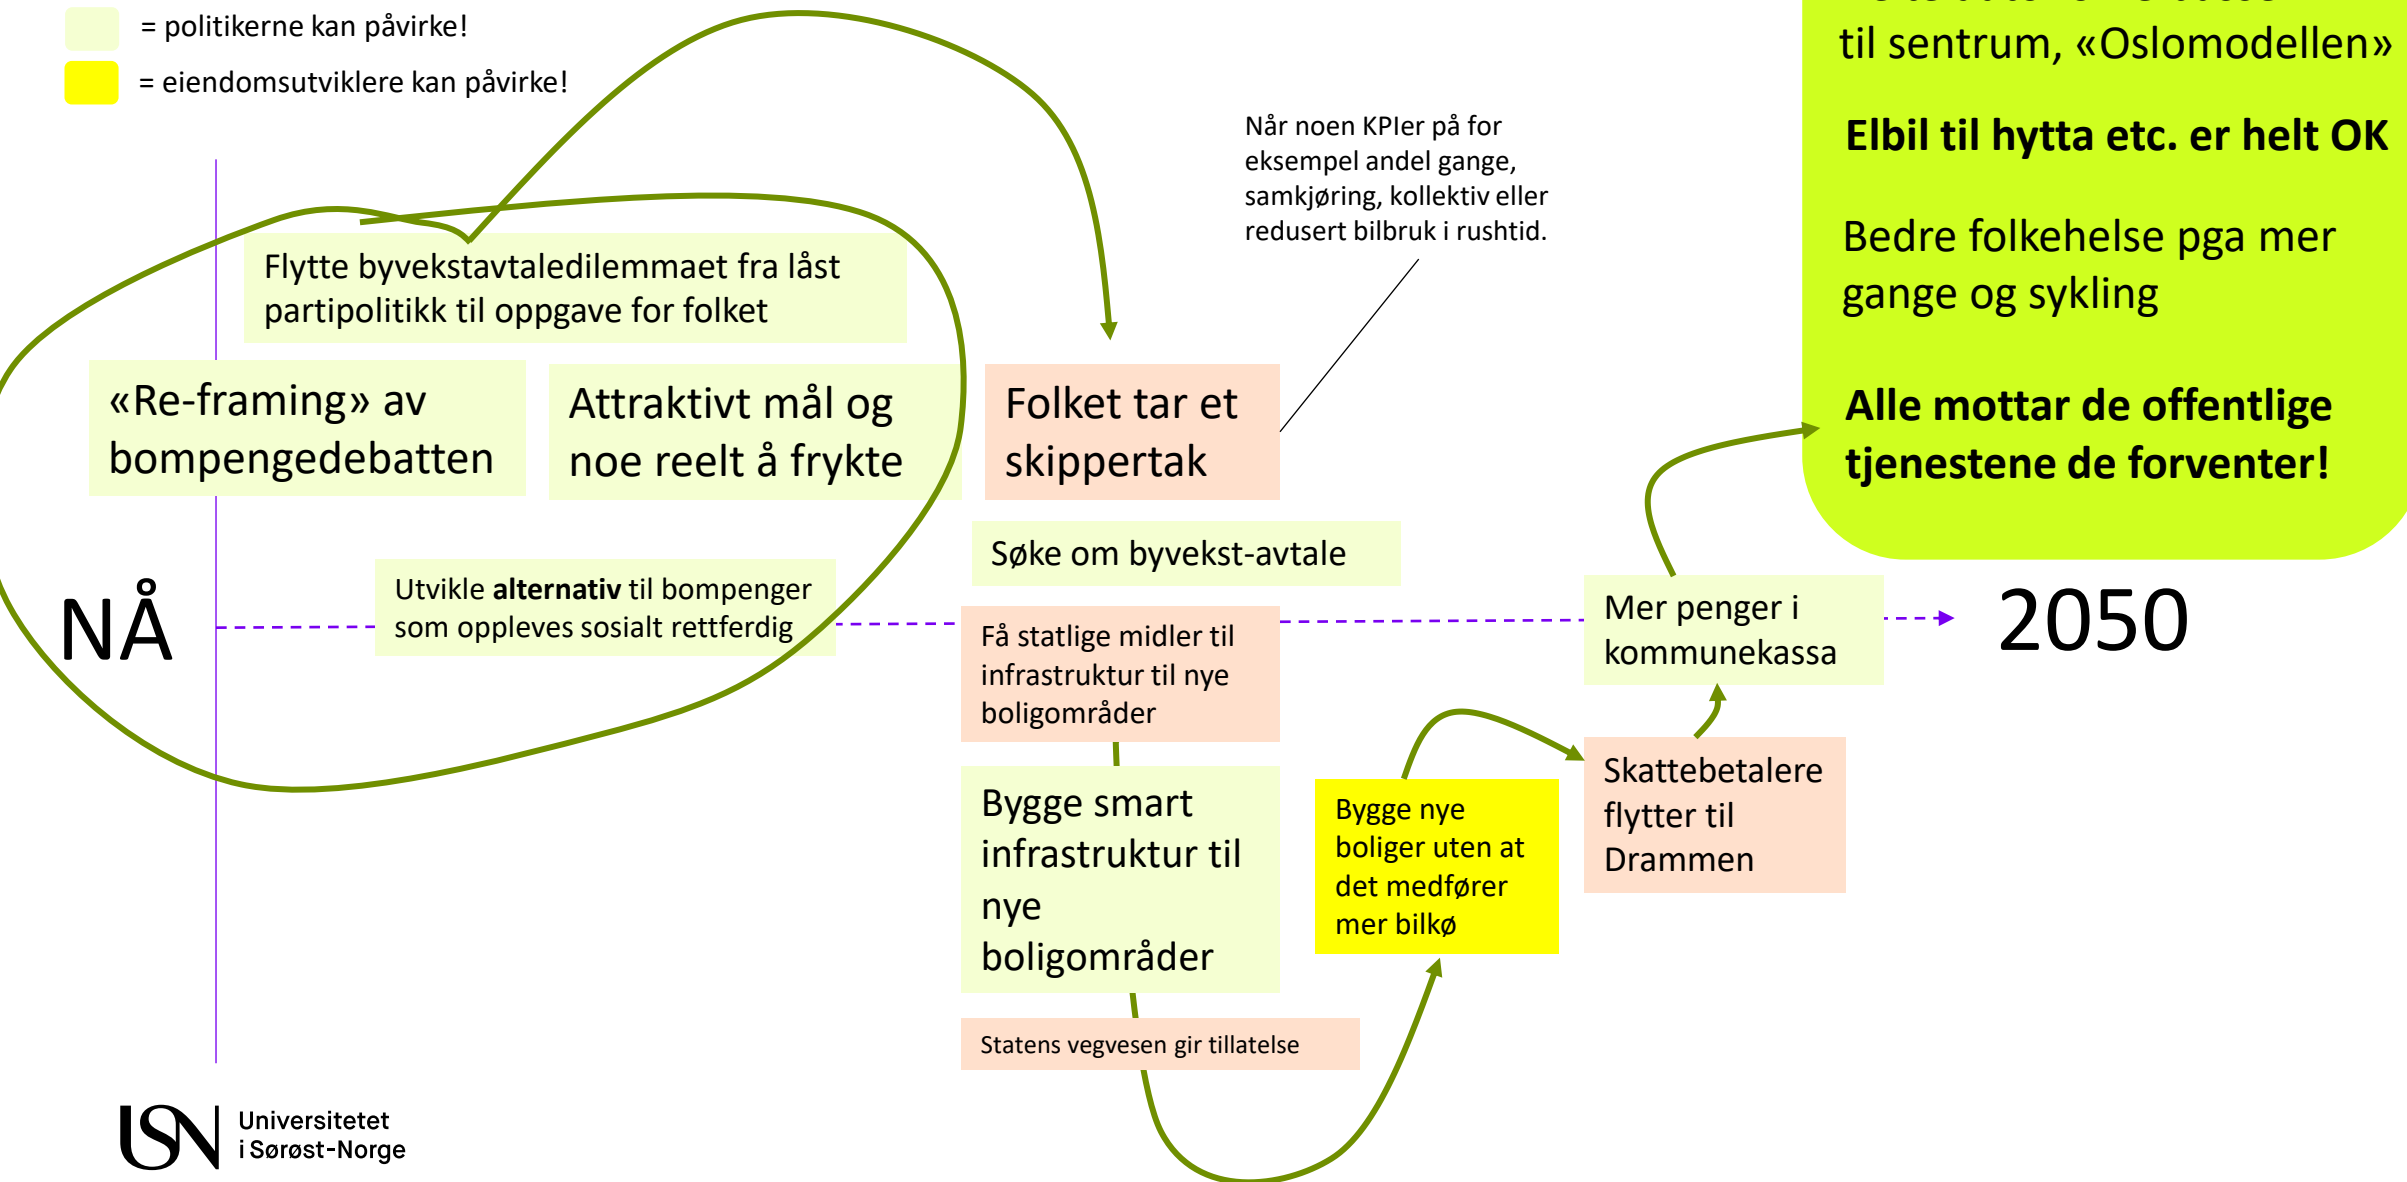 = politikerne kan påvirke!
= eiendomsutviklere kan påvirke!
til sentrum, «Oslomodellen»
Elbil til hytta etc. er helt OK
Bedre folkehelse pga mer
gange og sykling
Alle mottar de offentlige
tjenestene de forventer!
Når noen KPIer på for
eksempel andel gange,
samkjøring, kollektiv eller
redusert bilbruk i rushtid.
Flytte byvekstavtaledilemmaet fra låst
partipolitikk til oppgave for folket
«Re-framing» av
bompengedebatten
Attraktivt mål og
noe reelt å frykte
Folket tar et
skippertak
Søke om byvekst-avtale
NÅ
Utvikle alternativ til bompenger
som oppleves sosialt rettferdig
Få statlige midler til
infrastruktur til nye
boligområder
Mer penger i
kommunekassa
2050
Bygge smart
infrastruktur til
nye
boligområder
Bygge nye
boliger uten at
det medfører
mer bilkø
Skattebetalere
flytter til
Drammen
Statens vegvesen gir tillatelse
USN
Universitetet
i Sørøst-Norge